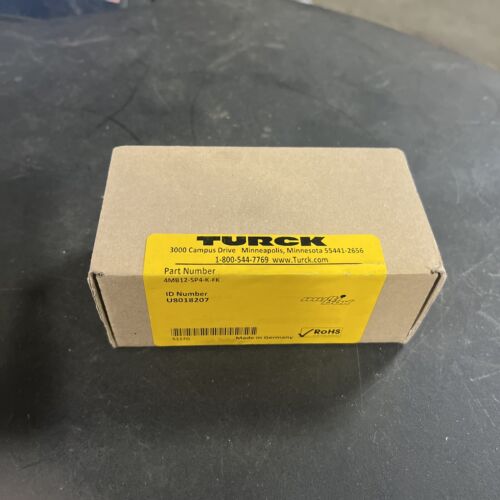 TURCK
3000 Campus Drive Minneapolis, Minnesota 55441-2656
1-800-544-7769 www.Turck.com
Part Number
4MB12-5P4-K-FK
ID Number
U8018207
Made in Germany
RoHS